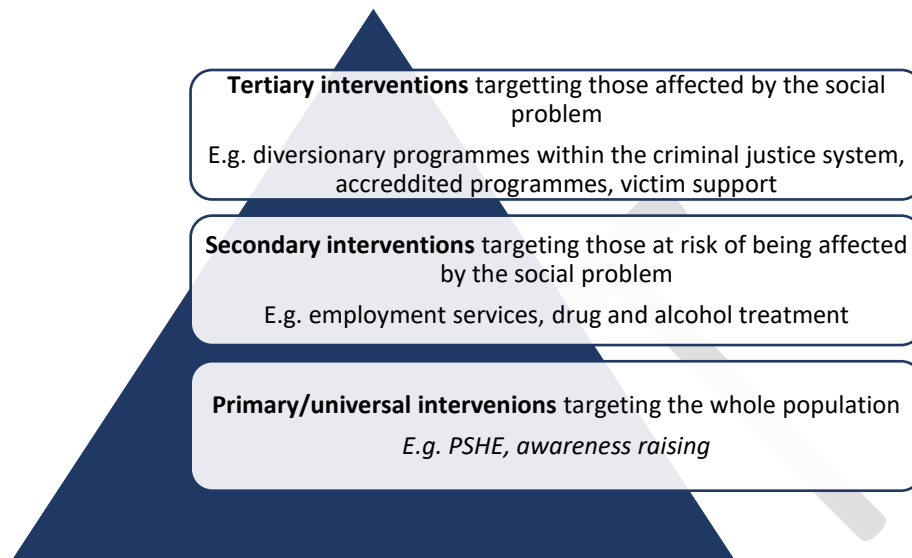 Tertiary interventions targetting those affected by the social
problem
E.g. diversionary programmes within the criminal justice system,
accreddited programmes, victim support
Secondary interventions targeting those at risk of being affected
by the social problem
E.g. employment services, drug and alcohol treatment
Primary/universal intervenions targeting the whole population
E.g. PSHE, awareness raising